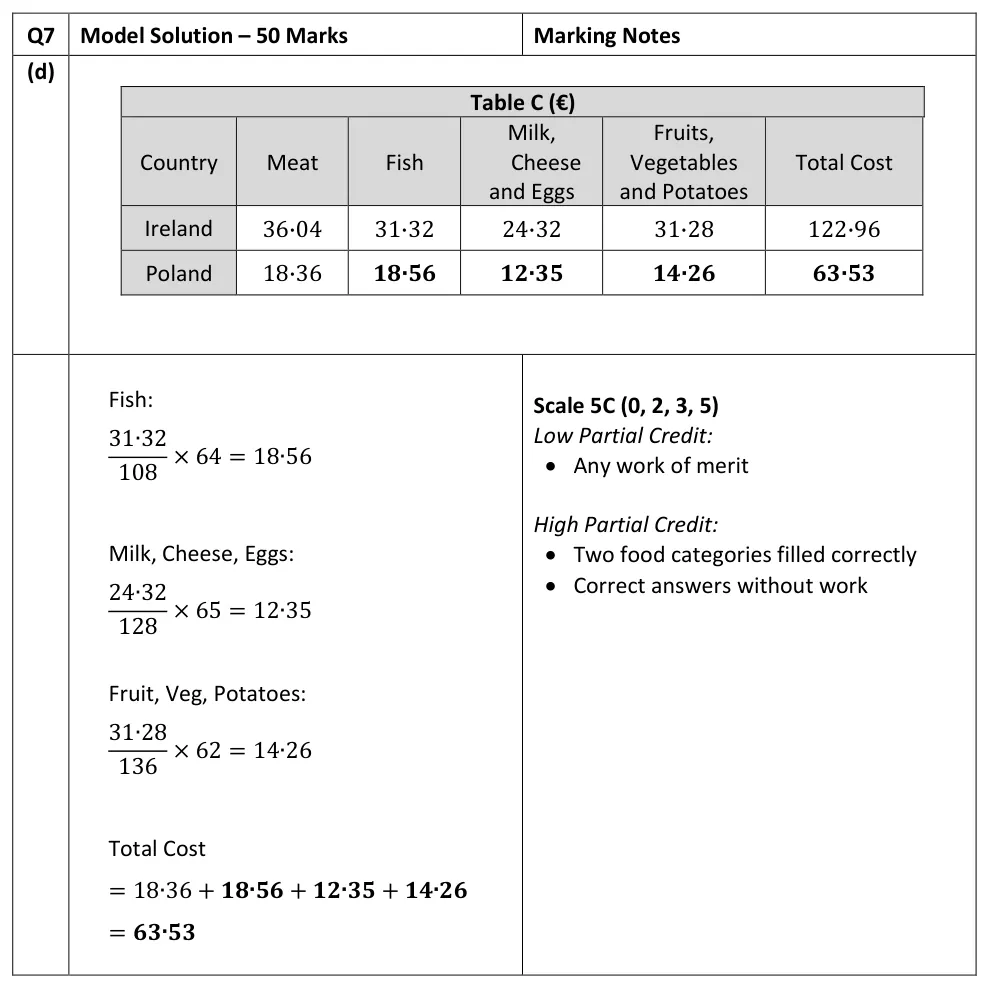 Q7 Model Solution – 50 Marks Marking Notes
(d)
Table C (€)
Country Meat Fish Milk, Cheese and Eggs Fruits, Vegetables and Potatoes Total Cost
Ireland 36·04 31·32 24·32 31·28 122·96
Poland 18·36 18·56 12·35 14·26 63·53
Fish:
31·32
108
× 64 = 18·56
Milk, Cheese, Eggs:
24·32
128
× 65 = 12·35
Fruit, Veg, Potatoes:
31·28
136
× 62 = 14·26
Total Cost
= 18·36 + 18·56 + 12·35 + 14·26
= 63·53
Scale 5C (0, 2, 3, 5)
Low Partial Credit:
• Any work of merit
High Partial Credit:
• Two food categories filled correctly
• Correct answers without work